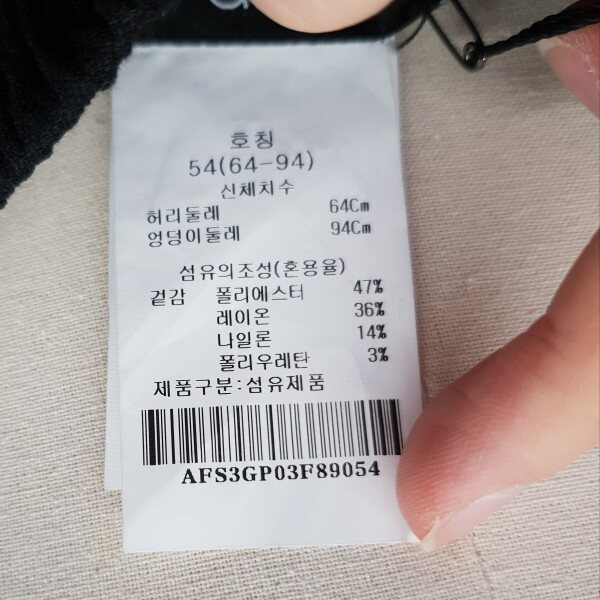 호칭
54(64-94)
신체치수
허리둘레 64Cm
엉덩이둘레 94Cm
섬유의조성(혼용율)
겉감 폴리에스터 47%
레이온 36%
나일론 14%
폴리우레탄 3%
제품구분:섬유제품
AFS3GP03F89054